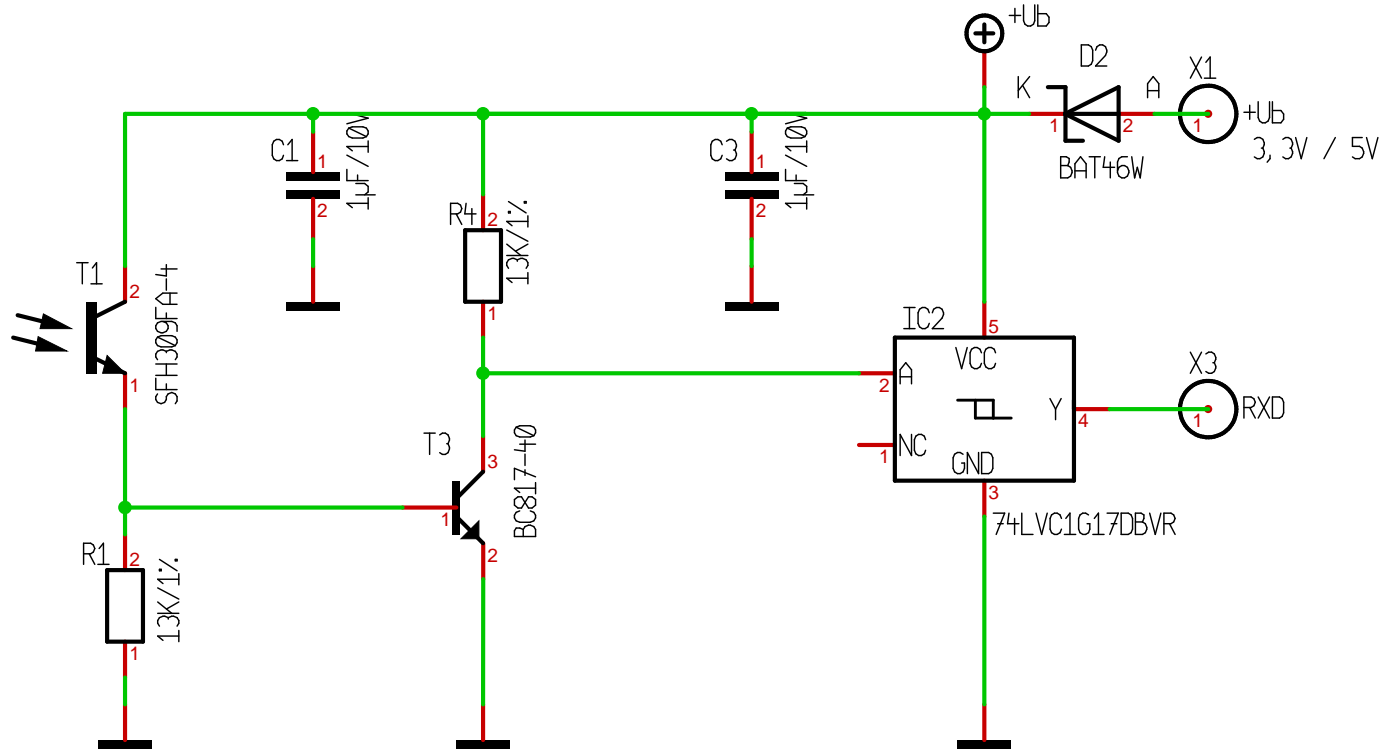 +Ub
D2
X1
K
A
1
2
1
+Ub
3,3V / 5V
BAT46W
C1
1
2
1µF/10V
C3
1
2
1µF/10V
R4
2
1
13K/1%
T1
2
1
SFH309FA-4
IC2
5
VCC
2
A
Y
4
1
NC
GND
3
74LVC1G17DBVR
X3
1
RXD
T3
3
1
2
BC817-40
R1
2
1
13K/1%